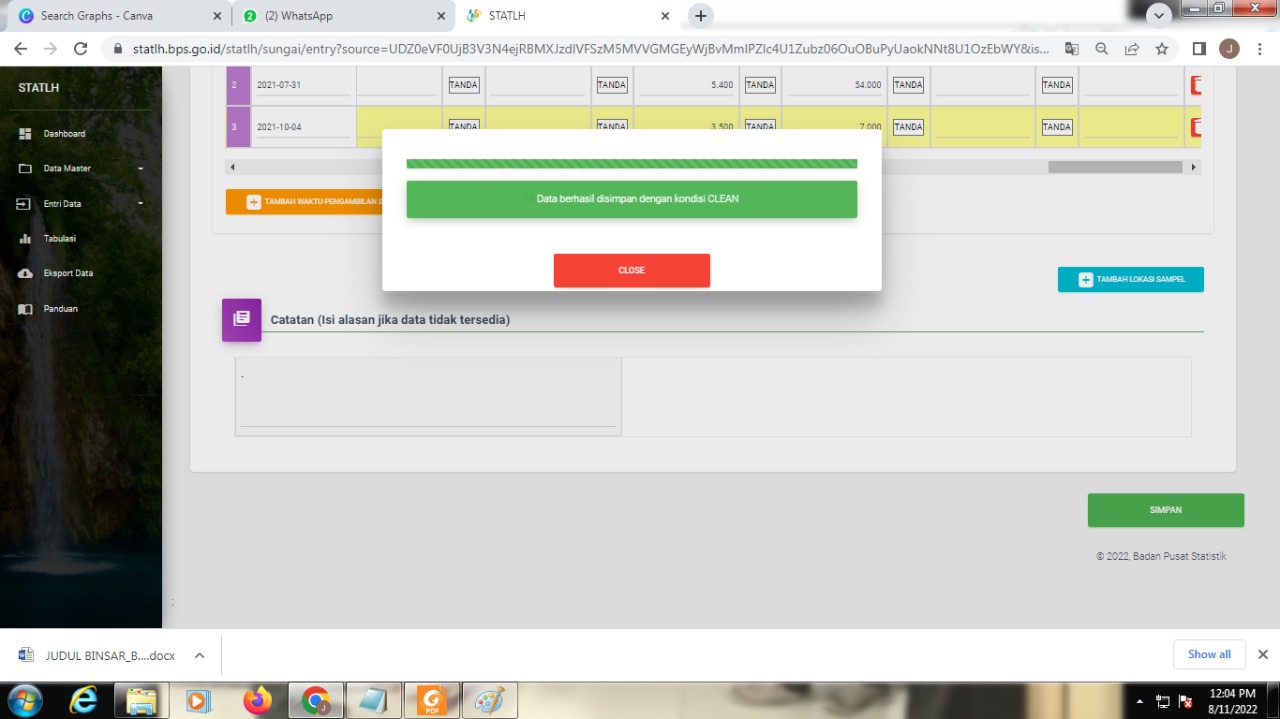 Search Graphs - Canva
(2) WhatsApp
STATLH
statlh.bps.go.id/statlh/sungai/entry?source=
STATLH
Dashboard
Data Master
Entri Data
Tabulasi
Eksport Data
Panduan
2 2021-07-31 TANDA TANDA 5.400 TANDA 54.000 TANDA TANDA
3 2021-10-04 TANDA TANDA 3.500 TANDA 7.000 TANDA TANDA
TAMBAH WAKTU PENGAMBILAN S
Data berhasil disimpan dengan kondisi CLEAN
CLOSE
TAMBAH LOKASI SAMPEL
Catatan (Isi alasan jika data tidak tersedia)
-
SIMPAN
© 2022, Badan Pusat Statistik
JUDUL BINSAR_B....docx
Show all
12:04 PM
8/11/2022